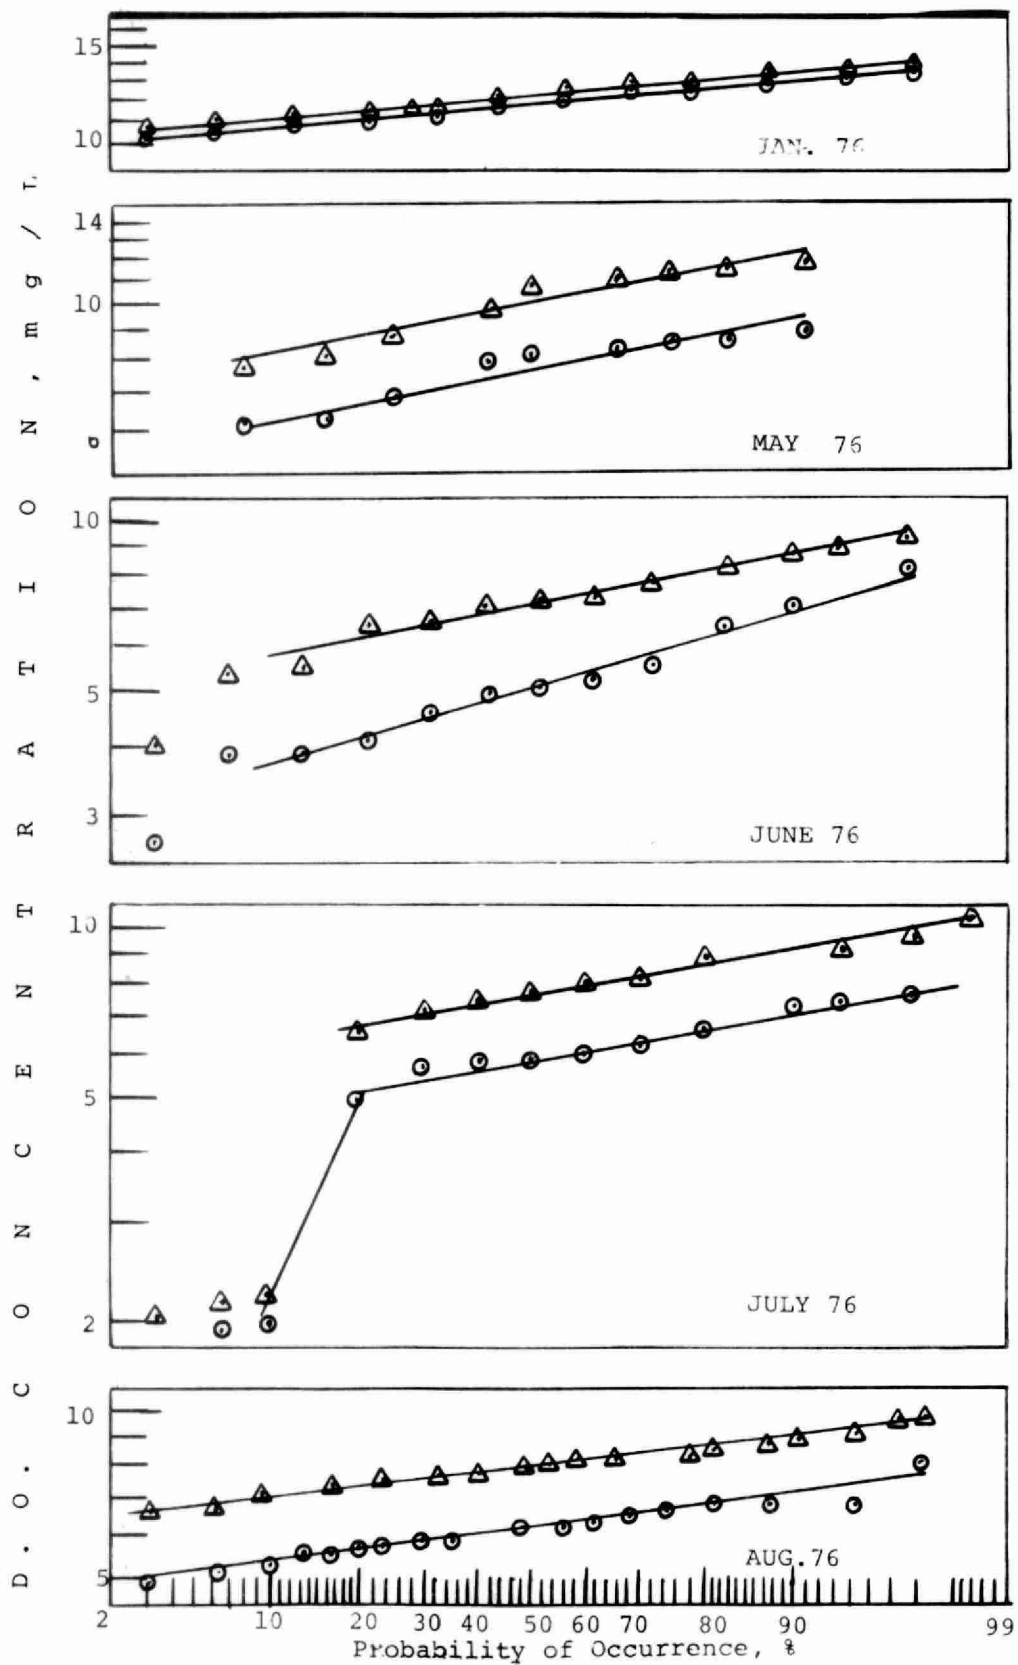 D.O. CONCENTRATION, mg/L
15
10
JAN. 76
14
10
6
MAY 76
10
5
3
JUNE 76
10
5
2
JULY 76
10
5
AUG.76
2 10 20 30 40 50 60 70 80 90 99
Probability of Occurrence, %